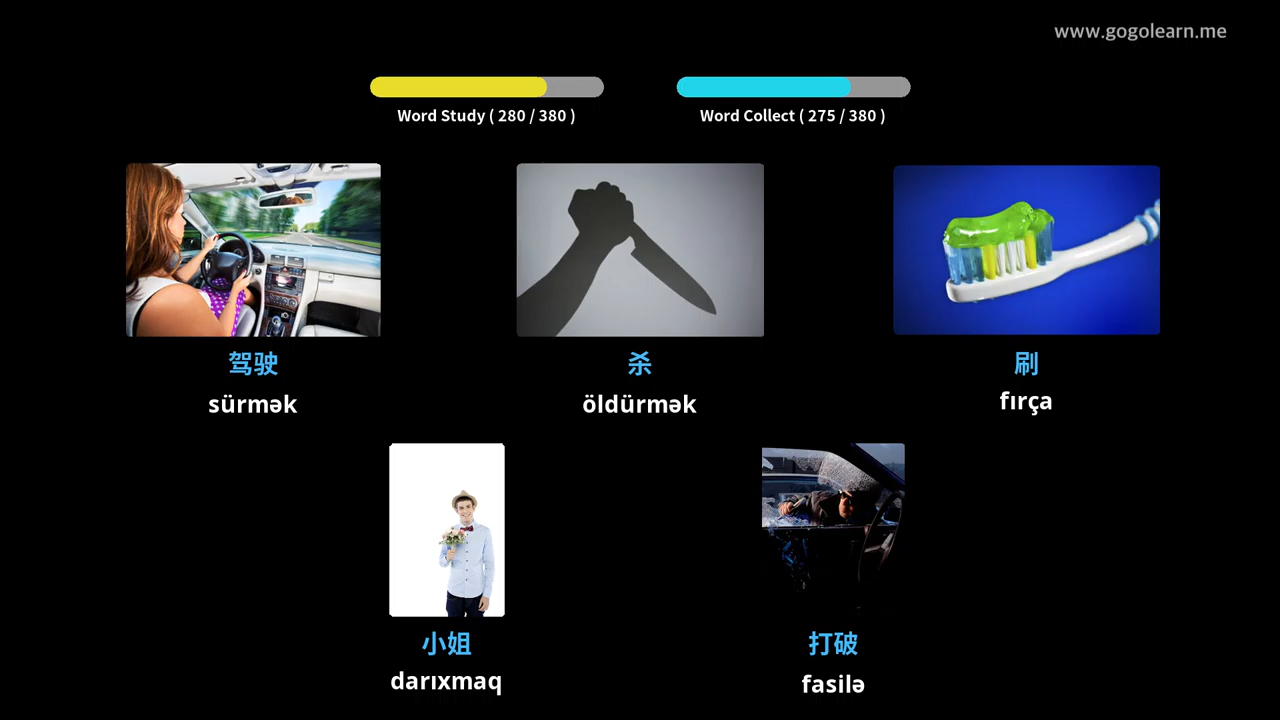 www.gogolearn.me
Word Study ( 280 / 380 )
Word Collect ( 275 / 380 )
驾驶
sürmək
杀
öldürmək
刷
fırça
小姐
darıxmaq
打破
fasilə